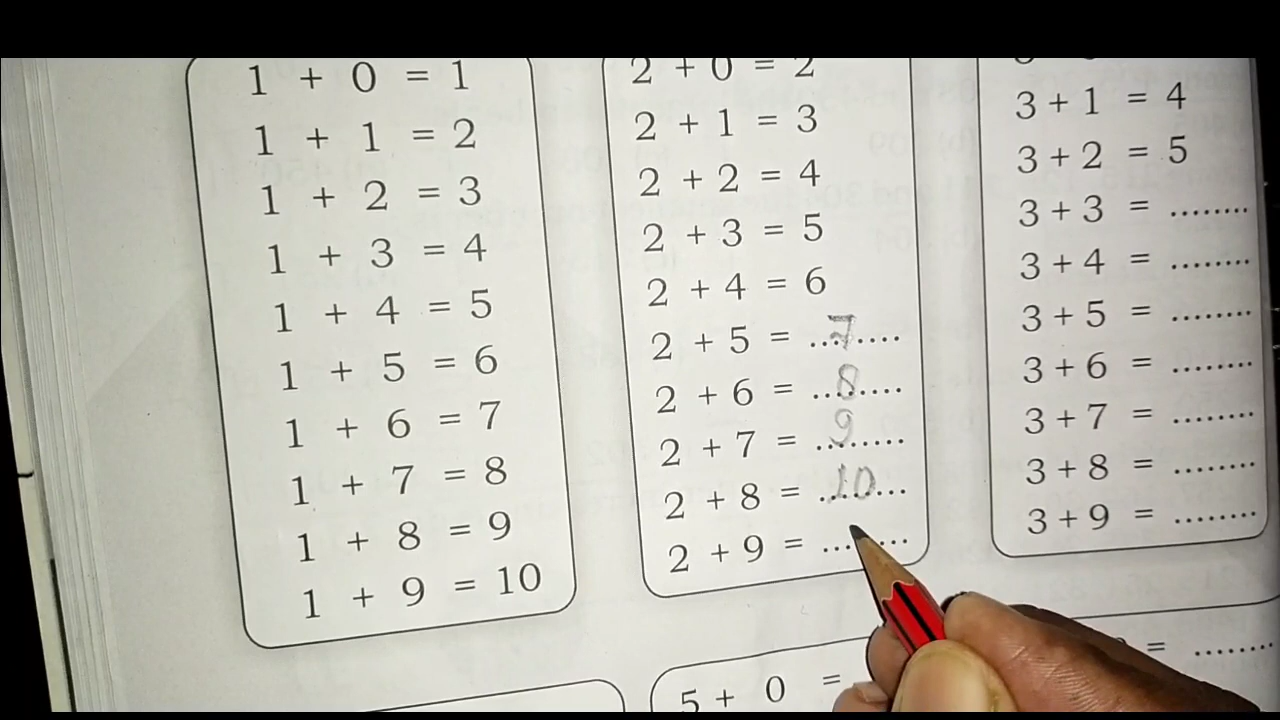 1 + 0 = 1
1 + 1 = 2
1 + 2 = 3
1 + 3 = 4
1 + 4 = 5
1 + 5 = 6
1 + 6 = 7
1 + 7 = 8
1 + 8 = 9
1 + 9 = 10
2 + 0 = 2
2 + 1 = 3
2 + 2 = 4
2 + 3 = 5
2 + 4 = 6
2 + 5 = 7
2 + 6 = 8
2 + 7 = 9
2 + 8 = 10
2 + 9 = ........
3 + 1 = 4
3 + 2 = 5
3 + 3 = ........
3 + 4 = ........
3 + 5 = ........
3 + 6 = ........
3 + 7 = ........
3 + 8 = ........
3 + 9 = ........
5 + 0 =
= ........